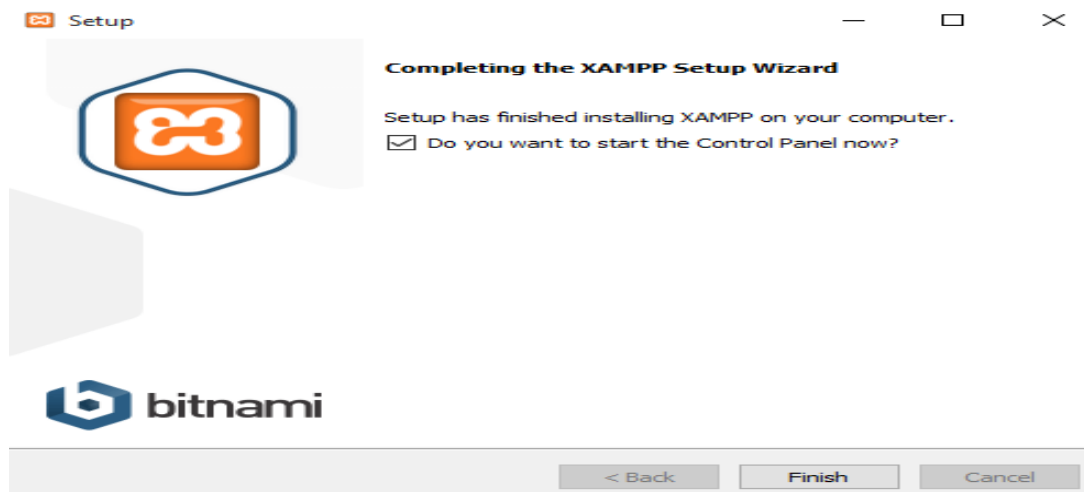 Setup
Completing the XAMPP Setup Wizard
Setup has finished installing XAMPP on your computer.
Do you want to start the Control Panel now?
bitnami
< Back
Finish
Cancel